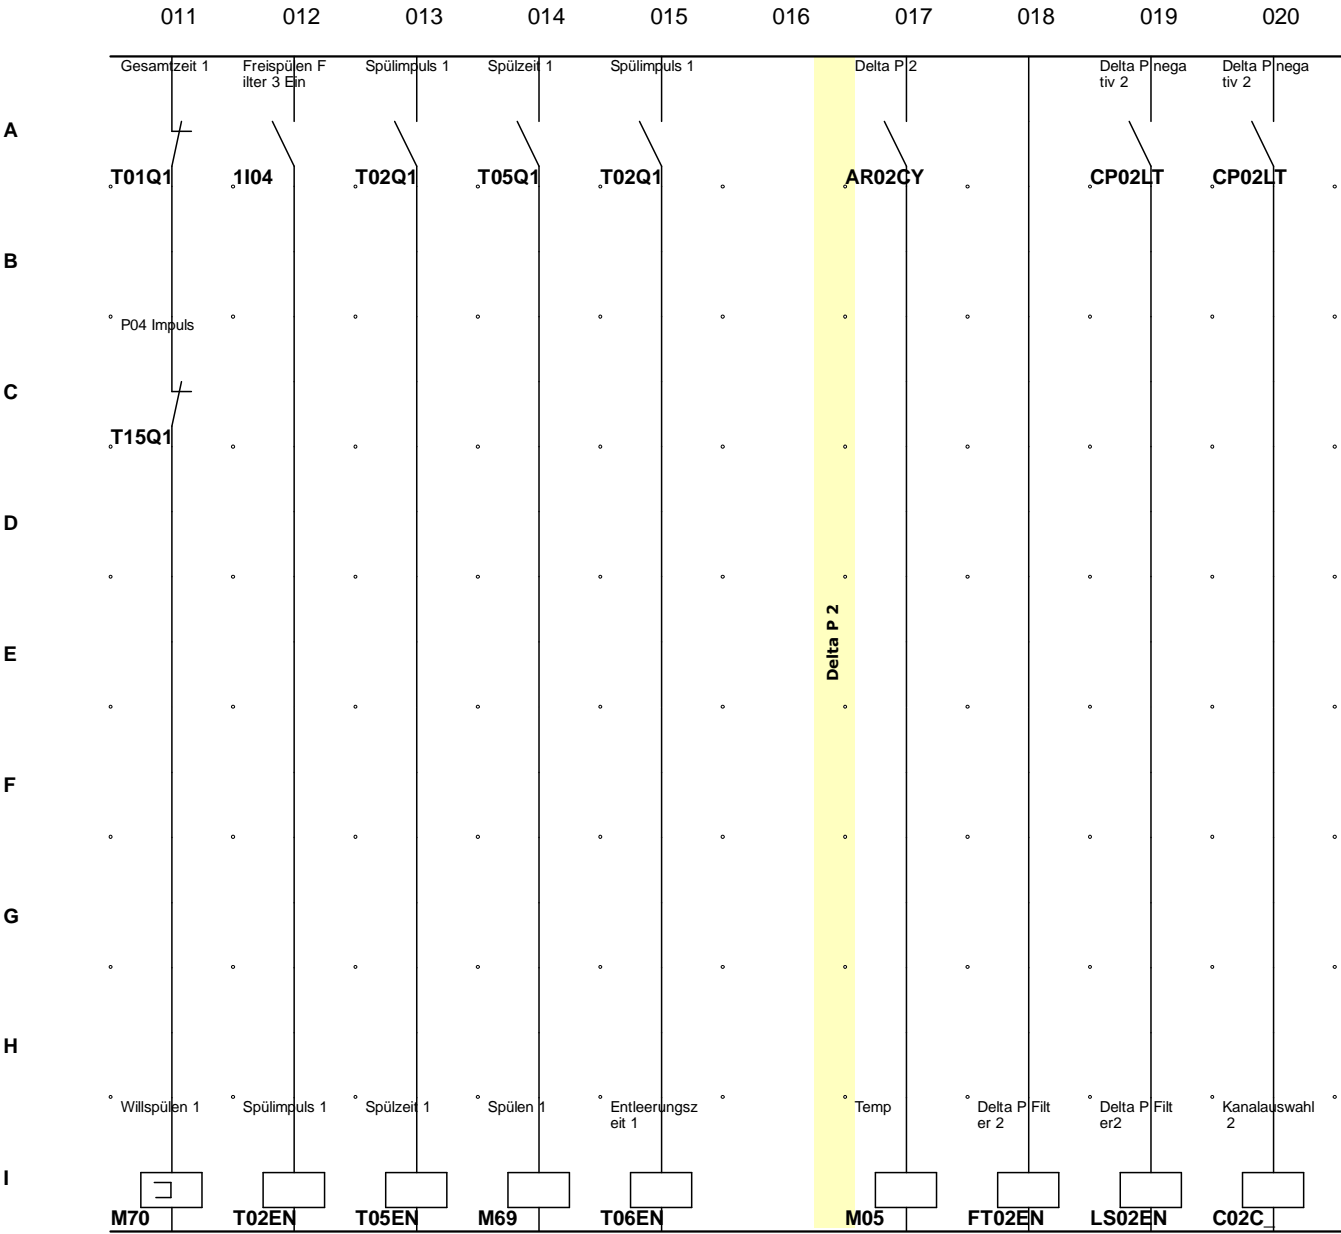 011 012 013 014 015 016 017 018 019 020
Gesamtzeit 1 Freispülen F Spülimpuls 1 Spülzeit 1 Spülimpuls 1 Delta P 2 Delta P nega Delta P nega
ilter 3 Ein tiv 2 tiv 2
A
T01Q1 1I04 T02Q1 T05Q1 T02Q1 AR02CY CP02LT CP02LT
B
P04 Impuls
C
T15Q1
D
Delta P 2
E
F
G
H
Willspülen 1 Spülimpuls 1 Spülzeit 1 Spülen 1 Entleerungsz Temp Delta P Filt Delta P Filt Kanalauswahl
eit 1 er 2 er2 2
I
M70 T02EN T05EN M69 T06EN M05 FT02EN LS02EN C02C_